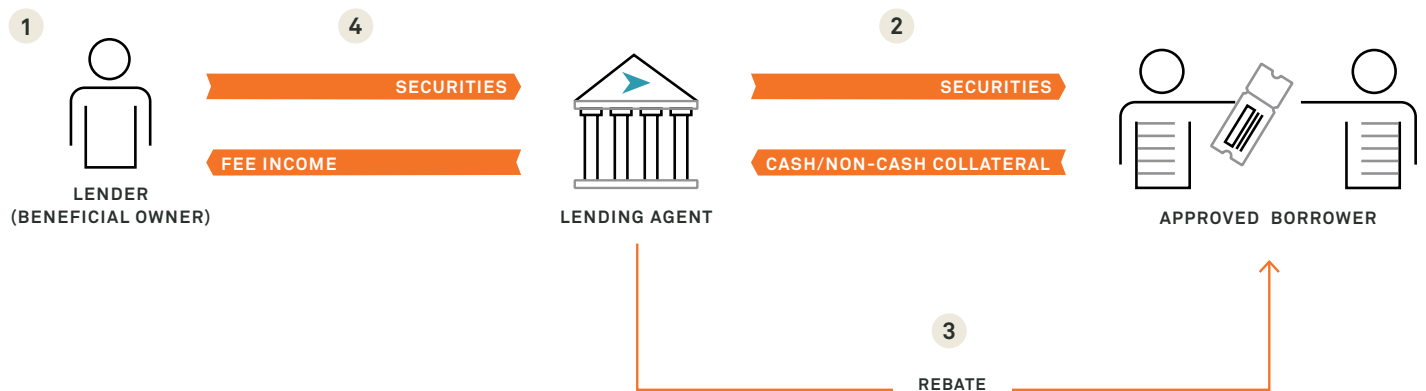 1
4
2
SECURITIES
SECURITIES
FEE INCOME
CASH/NON-CASH COLLATERAL
LENDER
(BENEFICIAL OWNER)
LENDING AGENT
APPROVED BORROWER
3
REBATE